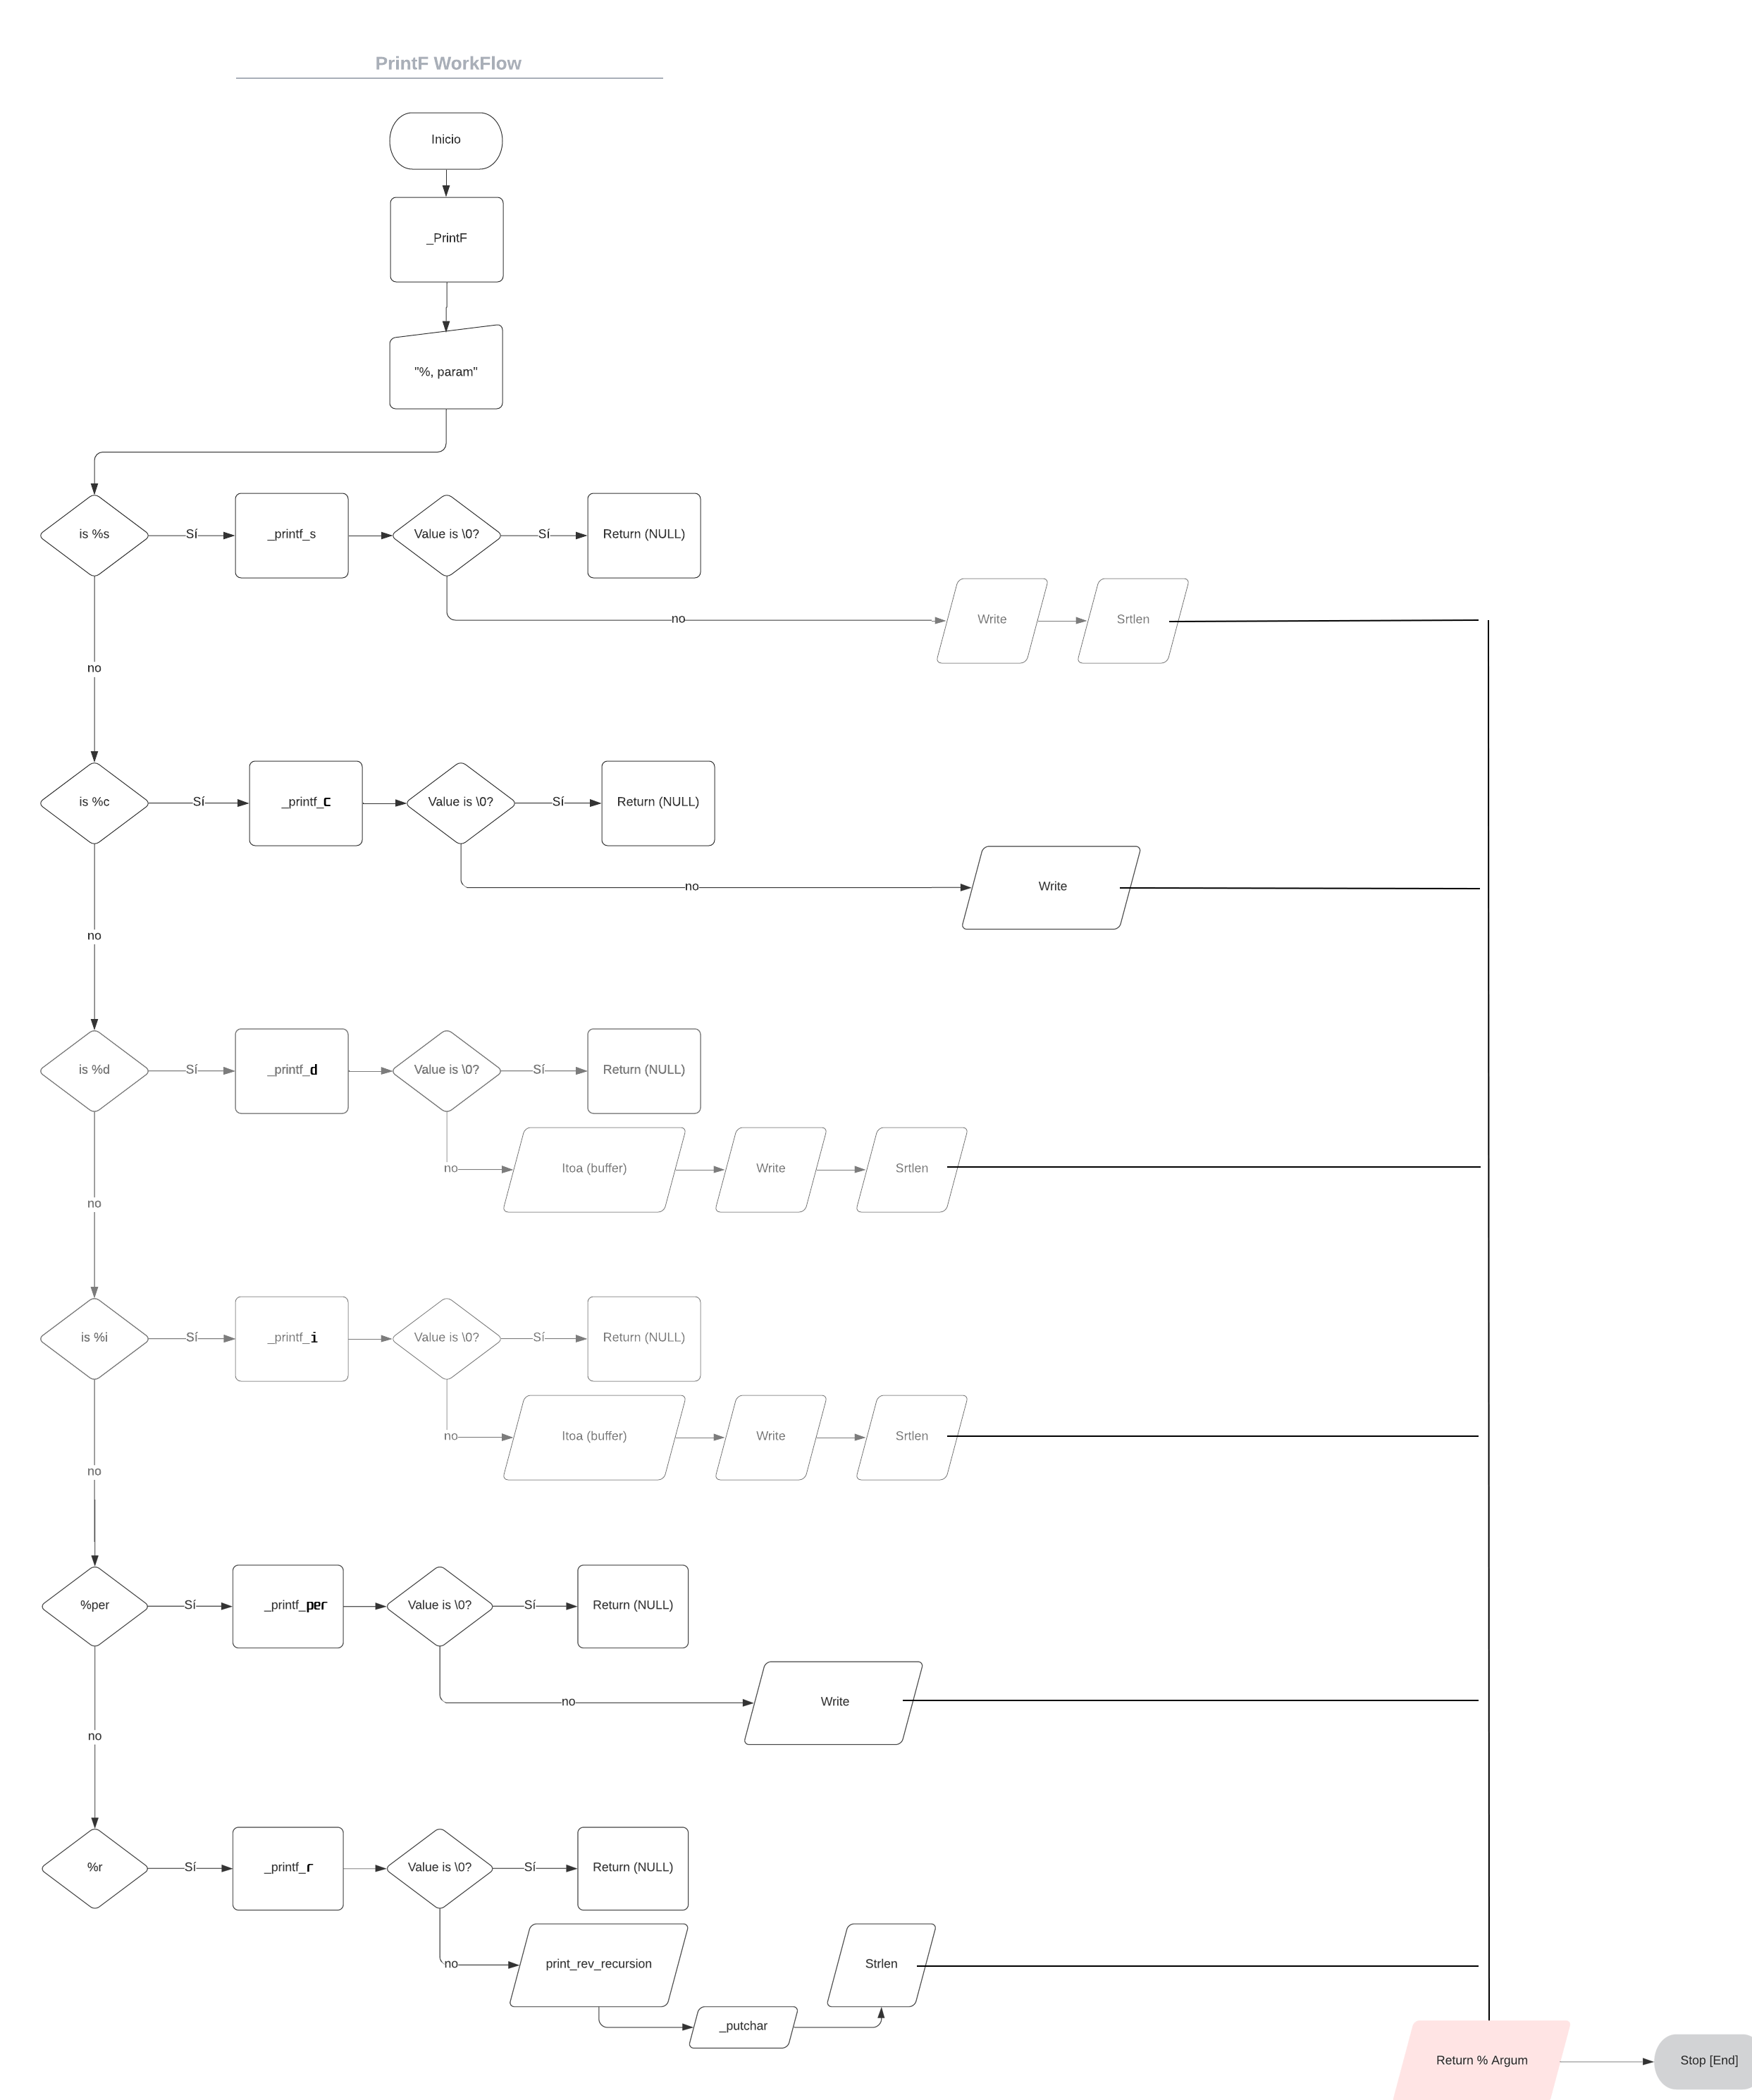 PrintF WorkFlow
Inicio
_PrintF
"%, param"
is %s
Sí
_printf_s
Value is \0?
Sí
Return (NULL)
no
Write
Srtlen
no
is %c
Sí
_printf_c
Value is \0?
Sí
Return (NULL)
no
Write
no
is %d
Sí
_printf_d
Value is \0?
Sí
Return (NULL)
no
Itoa (buffer)
Write
Srtlen
no
is %i
Sí
_printf_i
Value is \0?
Sí
Return (NULL)
no
Itoa (buffer)
Write
Srtlen
no
%per
Sí
_printf_per
Value is \0?
Sí
Return (NULL)
no
Write
no
%r
Sí
_printf_r
Value is \0?
Sí
Return (NULL)
no
print_rev_recursion
Strlen
_putchar
Return % Argum
Stop [End]